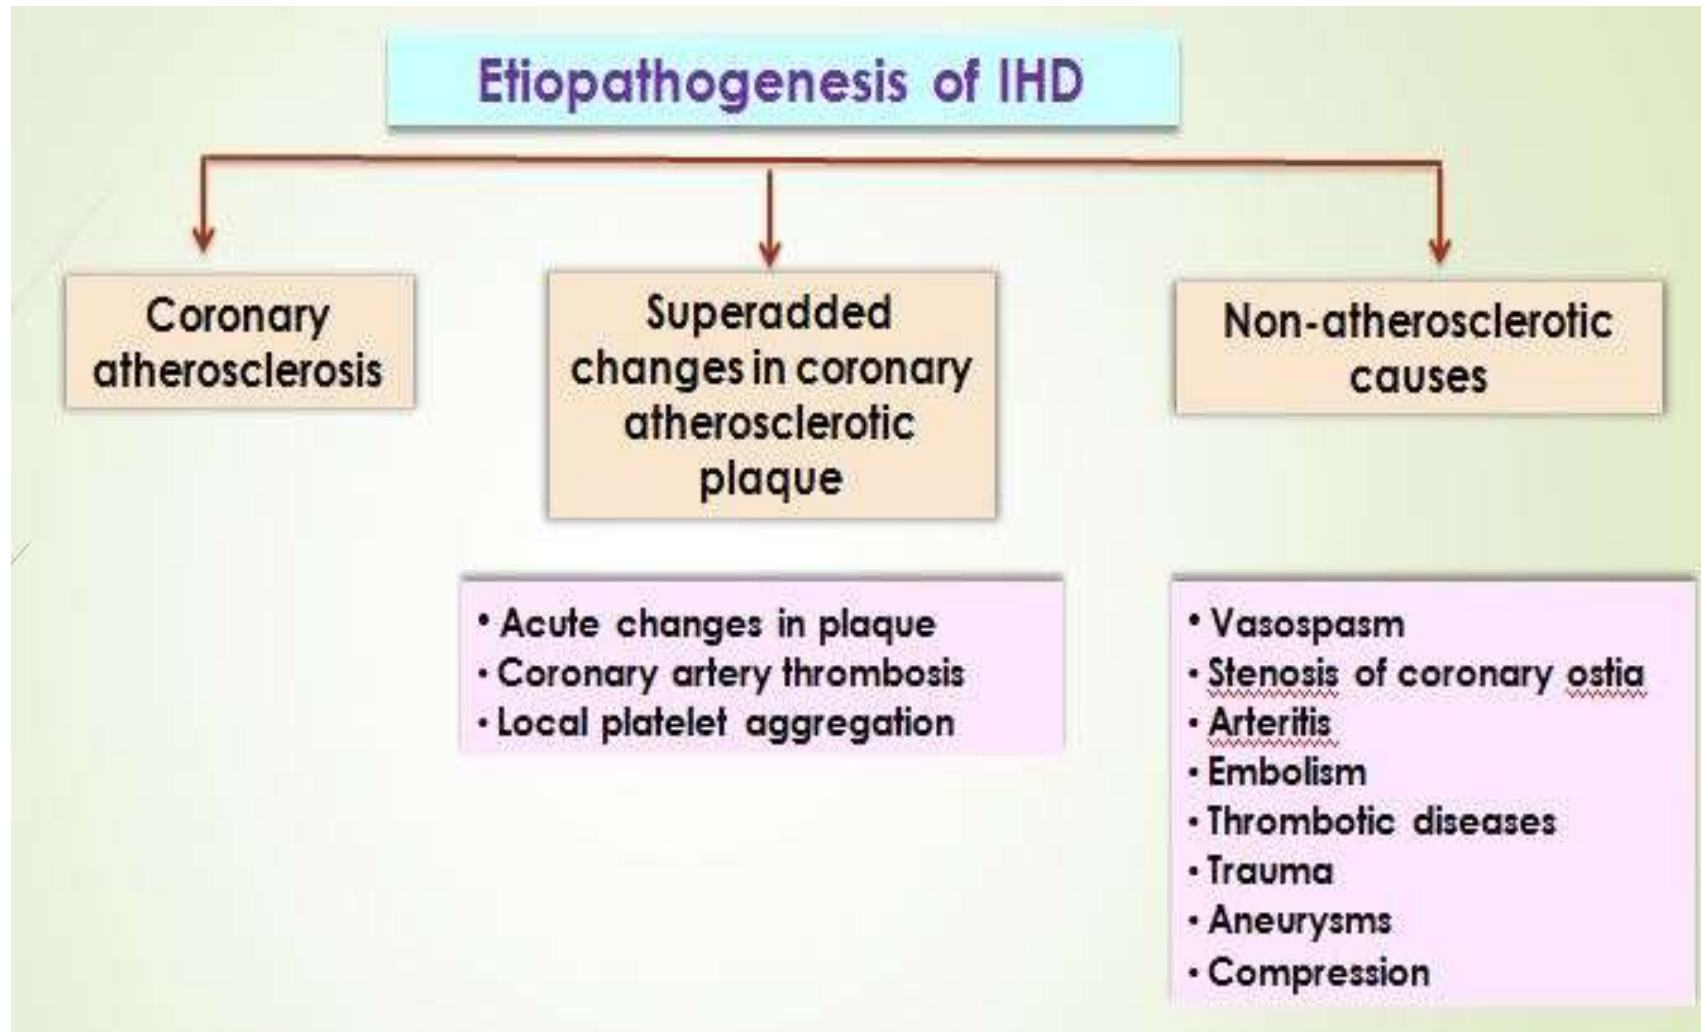 Etiopathogenesis of IHD
Coronary
atherosclerosis
Superadded
changes in coronary
atherosclerotic
plaque
Non-atherosclerotic
causes
• Acute changes in plaque
• Coronary artery thrombosis
• Local platelet aggregation
• Vasospasm
• Stenosis of coronary ostia
• Arteritis
• Embolism
• Thrombotic diseases
• Trauma
• Aneurysms
• Compression